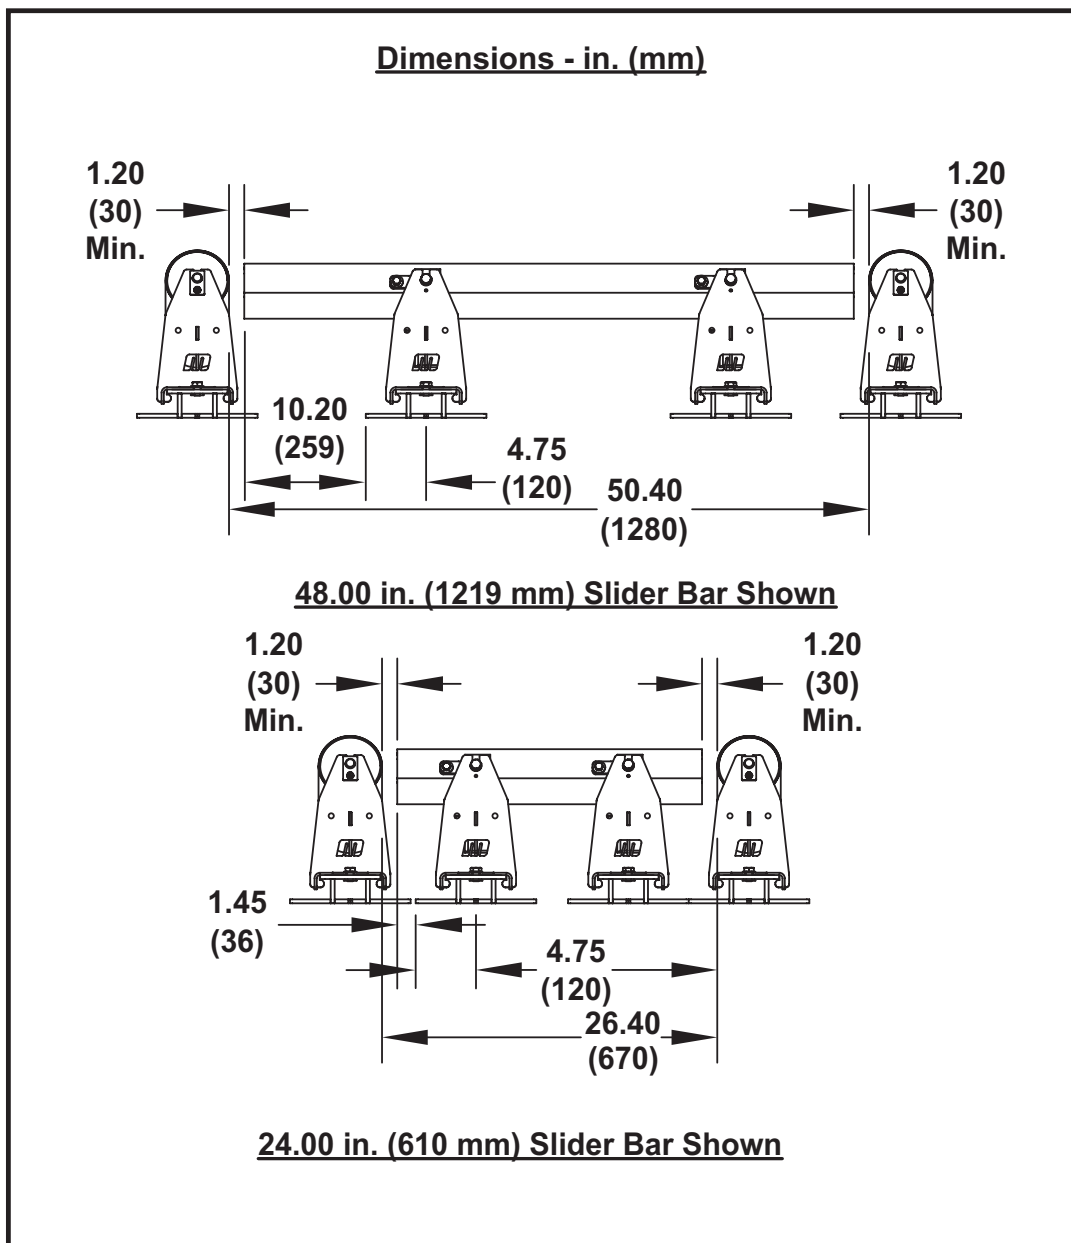 Dimensions - in. (mm)
1.20
(30)
Min.
1.20
(30)
Min.
10.20
(259)
4.75
(120)
50.40
(1280)
48.00 in. (1219 mm) Slider Bar Shown
1.20
(30)
Min.
1.20
(30)
Min.
1.45
(36)
4.75
(120)
26.40
(670)
24.00 in. (610 mm) Slider Bar Shown